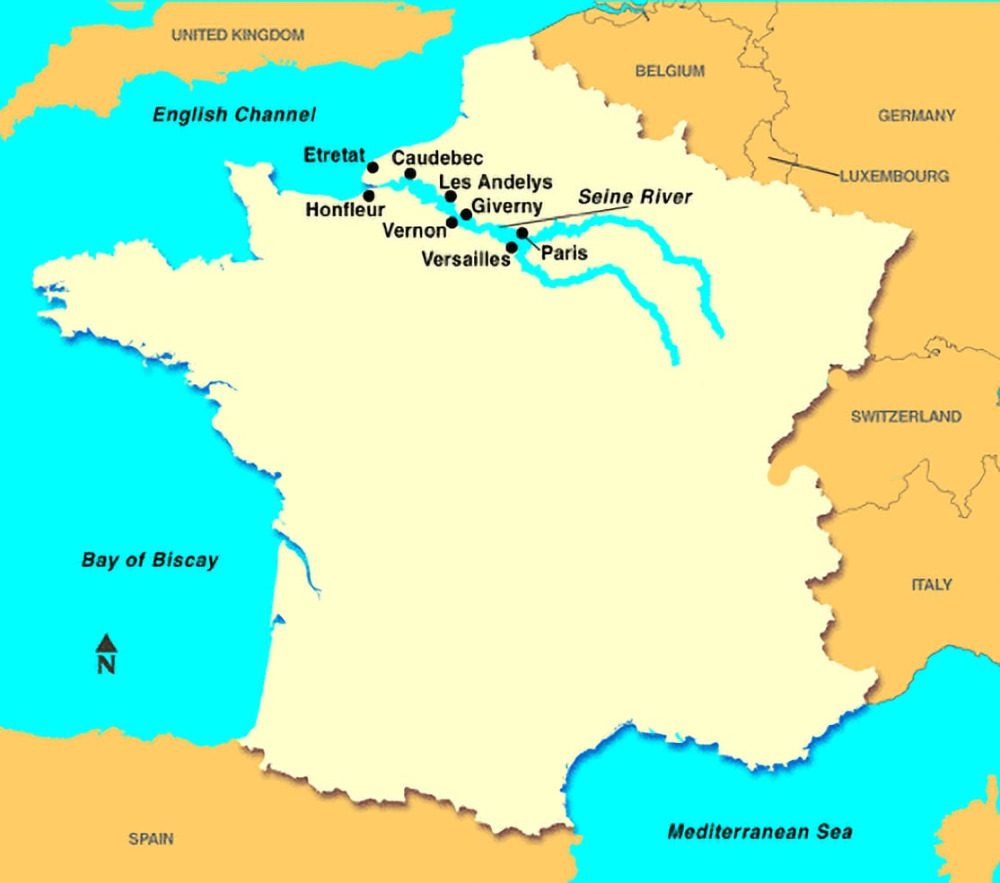 UNITED KINGDOM
BELGIUM
English Channel
GERMANY
Etretat
Caudebec
LUXEMBOURG
Les Andelys
Seine River
Honfleur
Giverny
Vernon
Paris
Versailles
SWITZERLAND
Bay of Biscay
ITALY
N
Mediterranean Sea
SPAIN